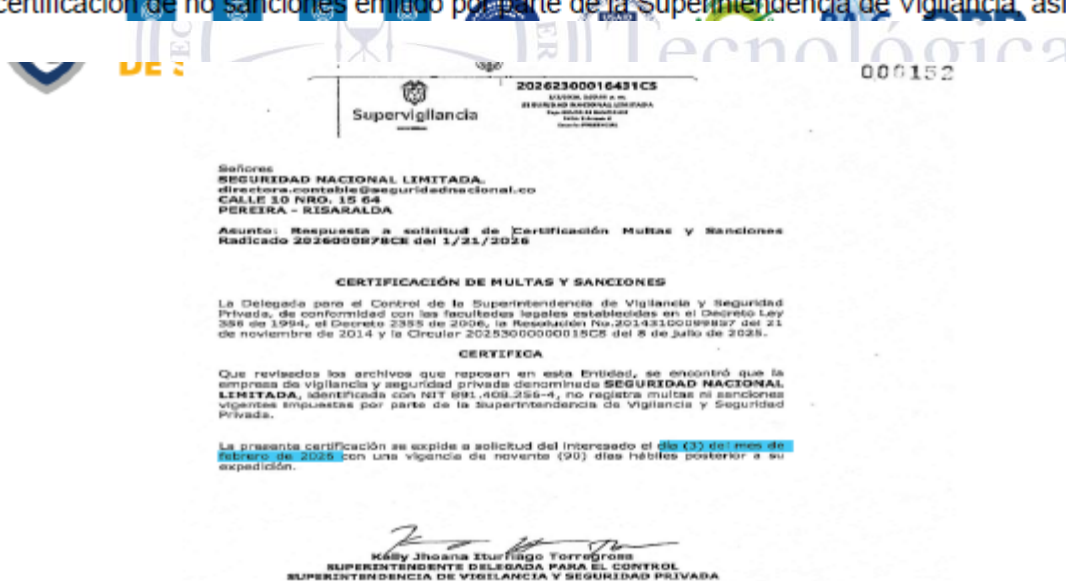 certificación de no sanciones emitido por parte de la Superintendencia de Vigilancia, así
Tecnológica
DE S
000152
20262300016431CS
SEGURIDAD NACIONAL LIMITADA
Supervigilancia
Señores
SEGURIDAD NACIONAL LIMITADA.
directora.contable@seguridadnacional.co
CALLE 10 NRO. 15 64
PEREIRA - RISARALDA
Asunto: Respuesta a solicitud de Certificación Multas y Sanciones
Radicado 2026000878CE del 1/21/2026
CERTIFICACIÓN DE MULTAS Y SANCIONES
La Delegada para el Control de la Superintendencia de Vigilancia y Seguridad
Privada, de conformidad con las facultades legales establecidas en el Decreto Ley
356 de 1994, el Decreto 2355 de 2006, la Resolución No.20143100099857 del 21
de noviembre de 2014 y la Circular 20253000000015CS del 8 de julio de 2025.
CERTIFICA
Que revisados los archivos que reposan en esta Entidad, se encontró que la
empresa de vigilancia y seguridad privada denominada SEGURIDAD NACIONAL
LIMITADA, identificada con NIT 891.408.256-4, no registra multas ni sanciones
vigentes impuestas por parte de la Superintendencia de Vigilancia y Seguridad
Privada.
La presente certificación se expide a solicitud del interesado el día (3) del mes de
febrero de 2026 con una vigencia de noventa (90) días hábiles posterior a su
expedición.
Kelly Jhoana Iturriago Torregrosa
SUPERINTENDENTE DELEGADA PARA EL CONTROL
SUPERINTENDENCIA DE VIGILANCIA Y SEGURIDAD PRIVADA